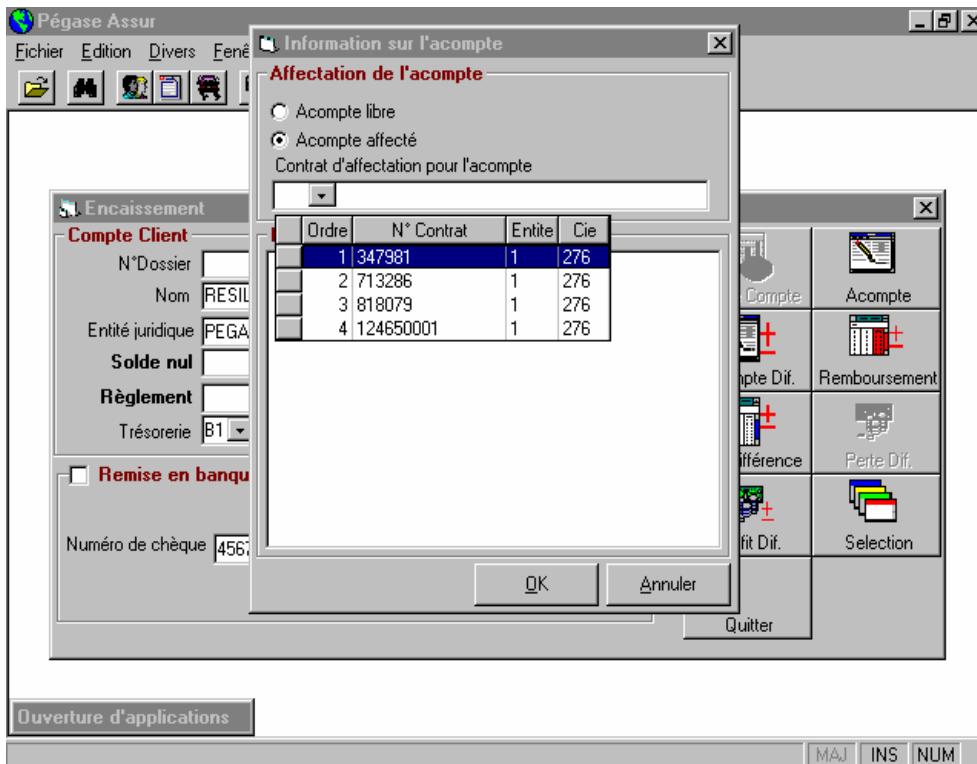 Pégase Assur
Fichier Edition Divers
Information sur l'acompte
Affectation de l'acompte
Acompte libre
Acompte affecté
Contrat d'affectation pour l'acompte
Ordre N° Contrat Entite Cie
1 347981 1 276
2 713286 1 276
3 818079 1 276
4 124650001 1 276
OK Annuler
Encaissement
Compte Client
N°Dossier
Nom RESIL
Entité juridique PEGA
Solde nul
Règlement
Trésorerie B1
Remise en banqu
Numéro de chèque 4567
Compte Acompte
Dif. Remboursement
ifférence Perte Dif.
fit Dif. Selection
Quitter
Ouverture d'applications
MAJ INS NUM